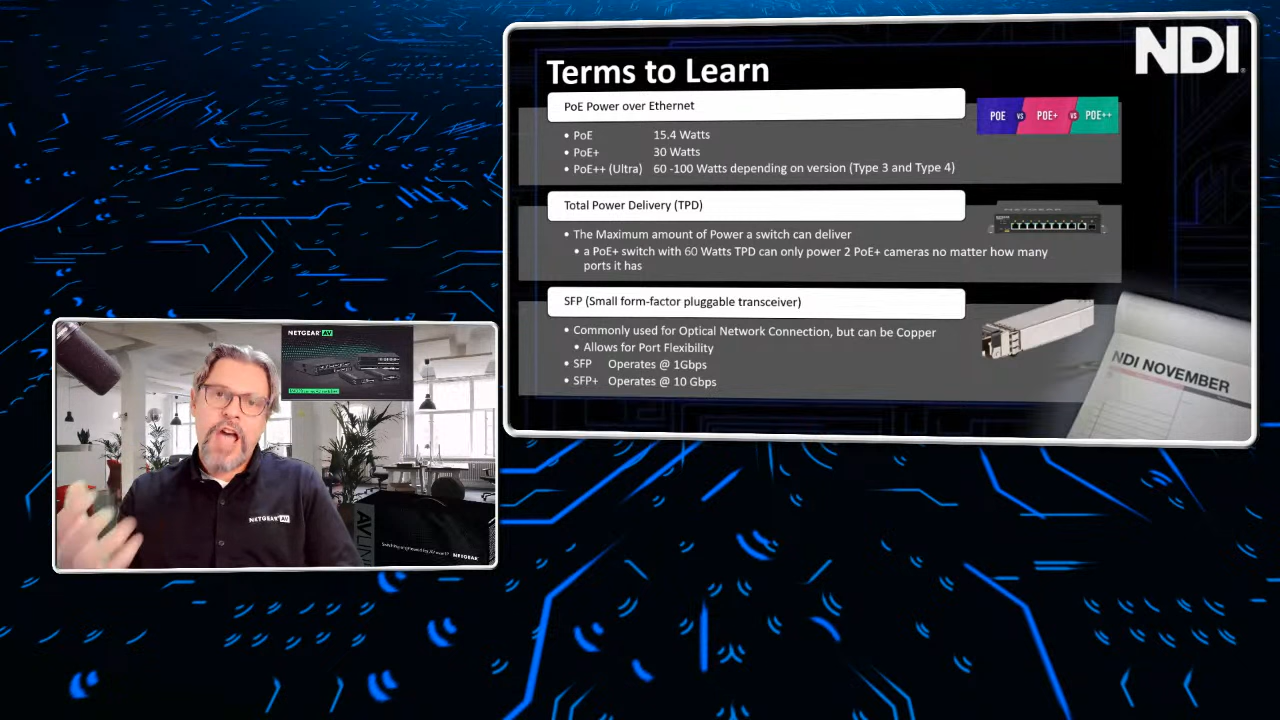 NDI
Terms to Learn
PoE Power over Ethernet
POE VS POE+ VS POE++
• PoE 15.4 Watts
• PoE+ 30 Watts
• PoE++ (Ultra) 60 -100 Watts depending on version (Type 3 and Type 4)
Total Power Delivery (TPD)
• The Maximum amount of Power a switch can deliver
• a PoE+ switch with 60 Watts TPD can only power 2 PoE+ cameras no matter how many
ports it has
SFP (Small form-factor pluggable transceiver)
• Commonly used for Optical Network Connection, but can be Copper
• Allows for Port Flexibility
• SFP Operates @ 1Gbps
• SFP+ Operates @ 10 Gbps
NDI NOVEMBER
NETGEAR AV
NETGEAR AV
AVLIN
NETGEAR